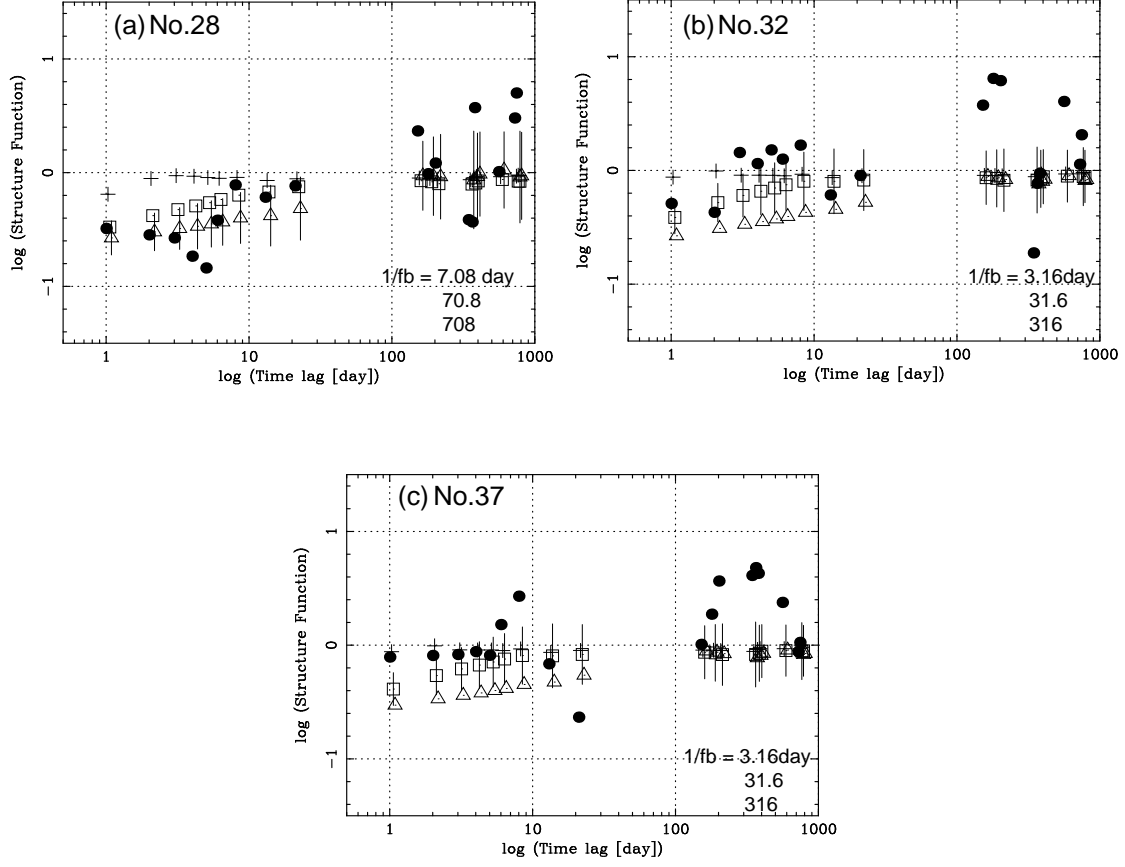 (a) No.28
log (Structure Function)
1
0
−1
1/fb = 7.08 day
70.8
708
1
10
100
1000
log (Time lag [day])
(b) No.32
log (Structure Function)
1
0
−1
1/fb = 3.16day
31.6
316
1
10
100
1000
log (Time lag [day])
(c) No.37
log (Structure Function)
1
0
−1
1/fb = 3.16day
31.6
316
1
10
100
1000
log (Time lag [day])